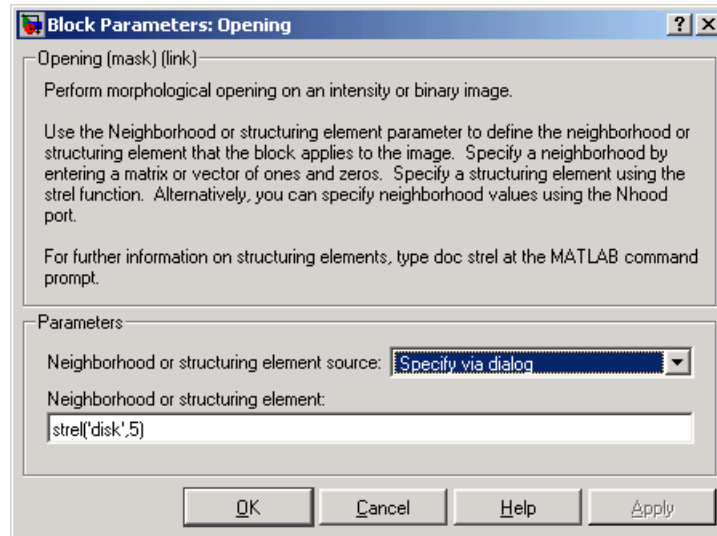 Block Parameters: Opening
Opening (mask) (link)
Perform morphological opening on an intensity or binary image.
Use the Neighborhood or structuring element parameter to define the neighborhood or
structuring element that the block applies to the image.  Specify a neighborhood by
entering a matrix or vector of ones and zeros.  Specify a structuring element using the
strel function.  Alternatively, you can specify neighborhood values using the Nhood
port.
For further information on structuring elements, type doc strel at the MATLAB command
prompt.
Parameters
Neighborhood or structuring element source: Specify via dialog
Neighborhood or structuring element:
strel('disk',5)
OK Cancel Help Apply